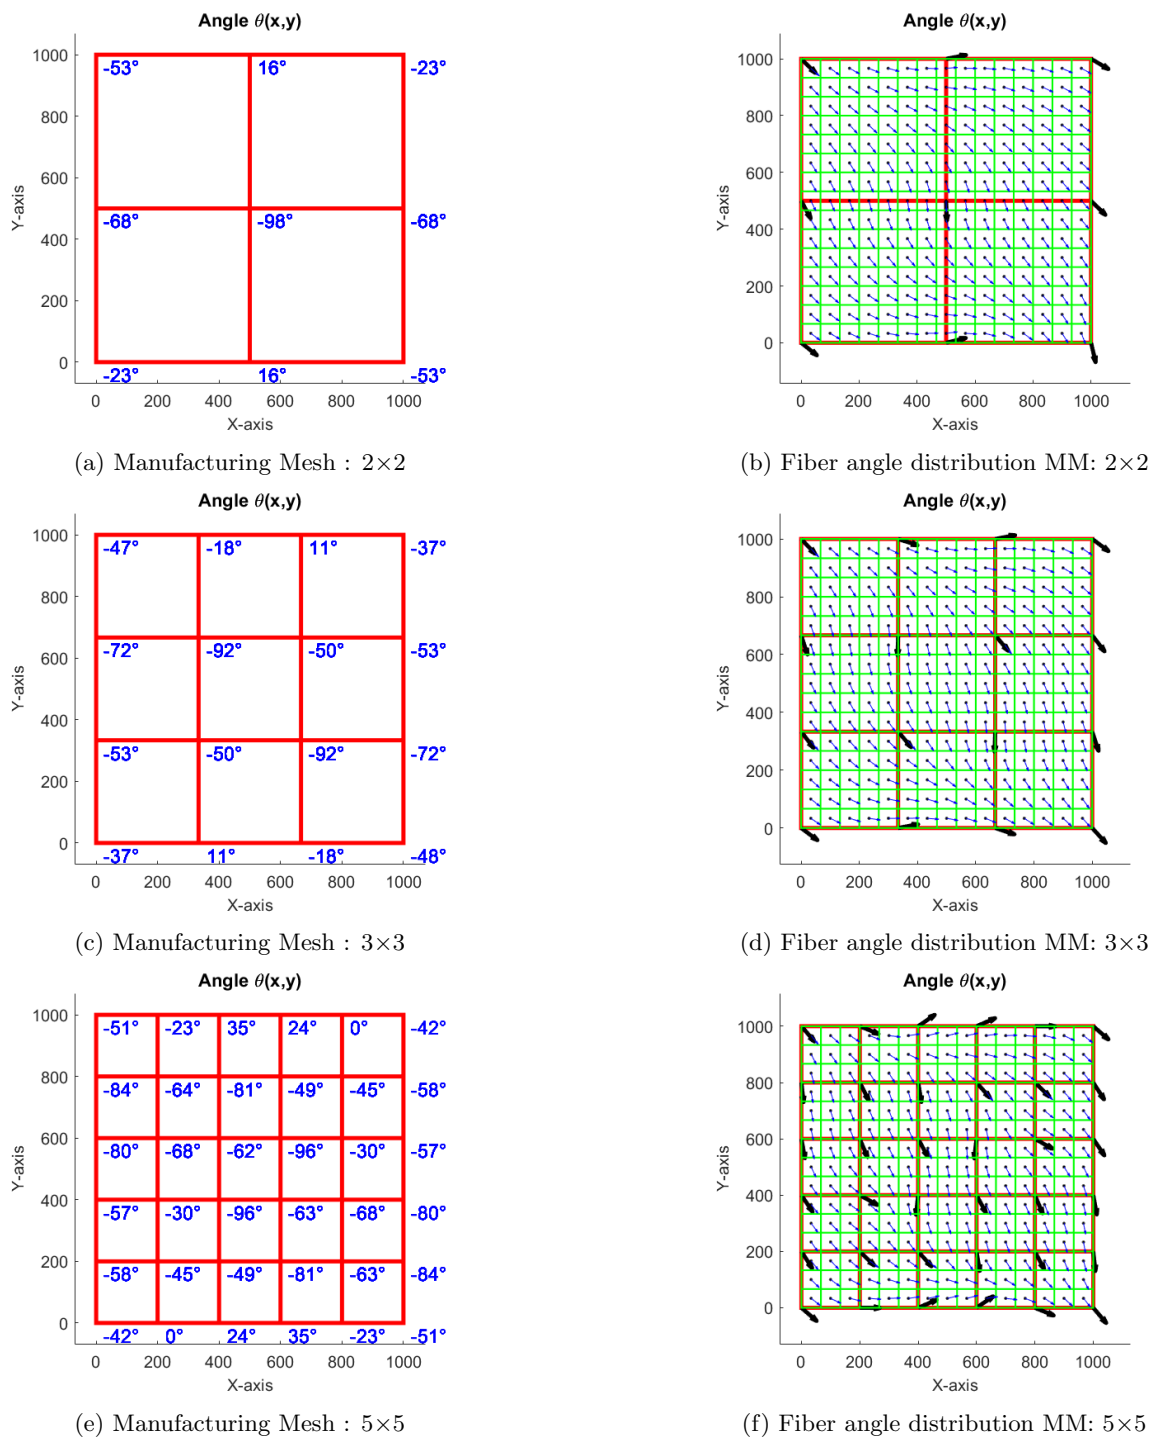 Angle θ(x,y)
1000
800
600
400
200
0
Y-axis
-53° 16° -23°
-68° -98° -68°
-23° 16° -53°
0 200 400 600 800 1000
X-axis
(a) Manufacturing Mesh : 2×2
Angle θ(x,y)
1000
800
600
400
200
0
Y-axis
0 200 400 600 800 1000
X-axis
(b) Fiber angle distribution MM: 2×2
Angle θ(x,y)
1000
800
600
400
200
0
Y-axis
-47° -18° 11° -37°
-72° -92° -50° -53°
-53° -50° -92° -72°
-37° 11° -18° -48°
0 200 400 600 800 1000
X-axis
(c) Manufacturing Mesh : 3×3
Angle θ(x,y)
1000
800
600
400
200
0
Y-axis
0 200 400 600 800 1000
X-axis
(d) Fiber angle distribution MM: 3×3
Angle θ(x,y)
1000
800
600
400
200
0
Y-axis
-51° -23° 35° 24° 0° -42°
-84° -64° -81° -49° -45° -58°
-80° -68° -62° -96° -30° -57°
-57° -30° -96° -63° -68° -80°
-58° -45° -49° -81° -63° -84°
-42° 0° 24° 35° -23° -51°
0 200 400 600 800 1000
X-axis
(e) Manufacturing Mesh : 5×5
Angle θ(x,y)
1000
800
600
400
200
0
Y-axis
0 200 400 600 800 1000
X-axis
(f) Fiber angle distribution MM: 5×5